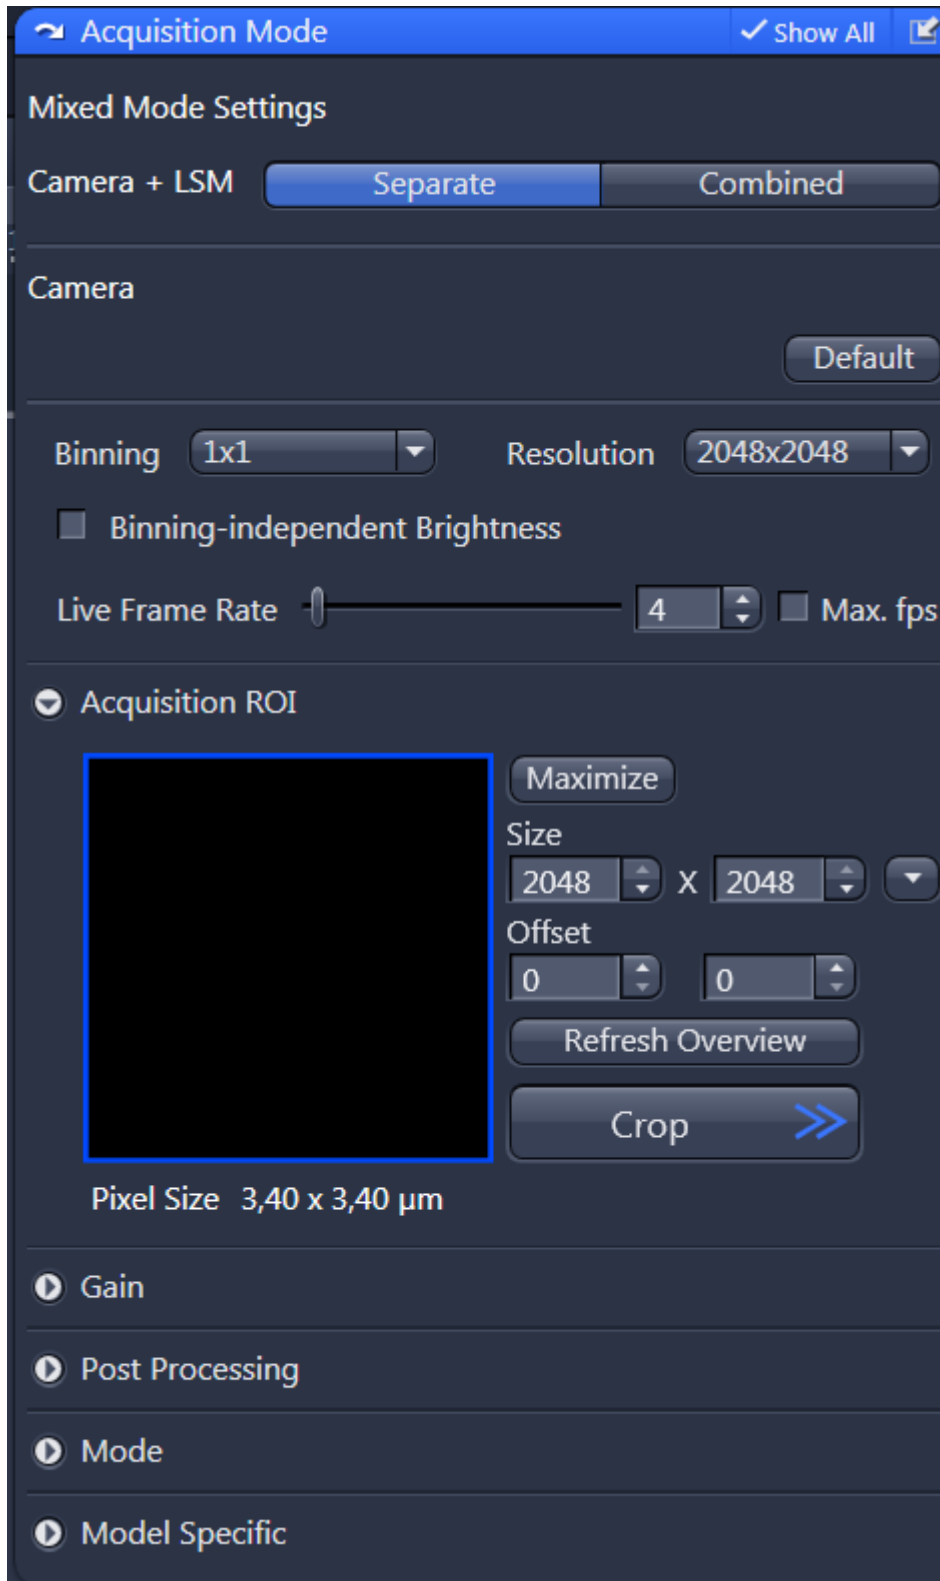 Acquisition Mode Show All
Mixed Mode Settings
Camera + LSM Separate Combined
Camera
Default
Binning 1x1 Resolution 2048x2048
Binning-independent Brightness
Live Frame Rate 4 Max. fps
Acquisition ROI
Maximize
Size
2048 X 2048
Offset
0 0
Refresh Overview
Crop
Pixel Size 3,40 x 3,40 µm
Gain
Post Processing
Mode
Model Specific